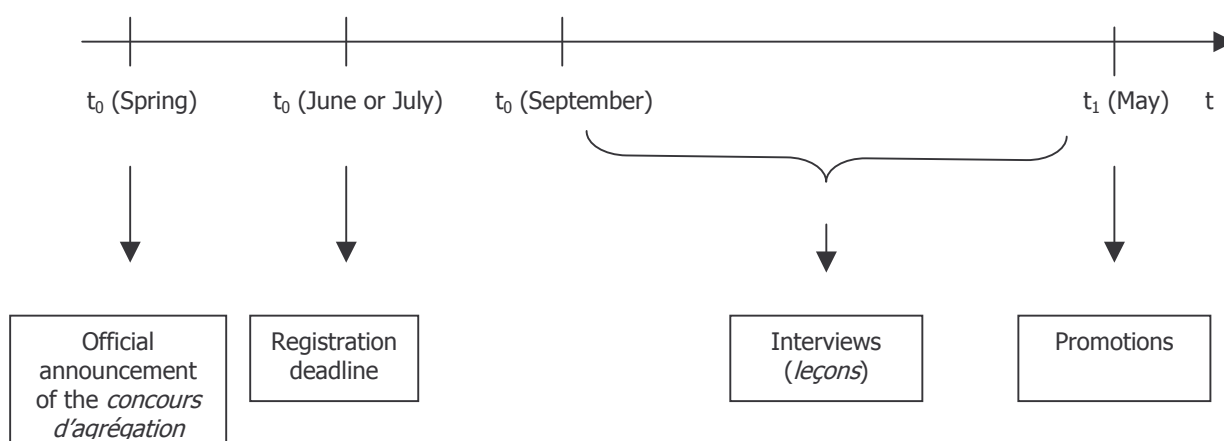 t₀ (Spring) t₀ (June or July) t₀ (September) t₁ (May) t
Official
announcement
of the concours
d'agrégation
Registration
deadline
Interviews
(leçons)
Promotions